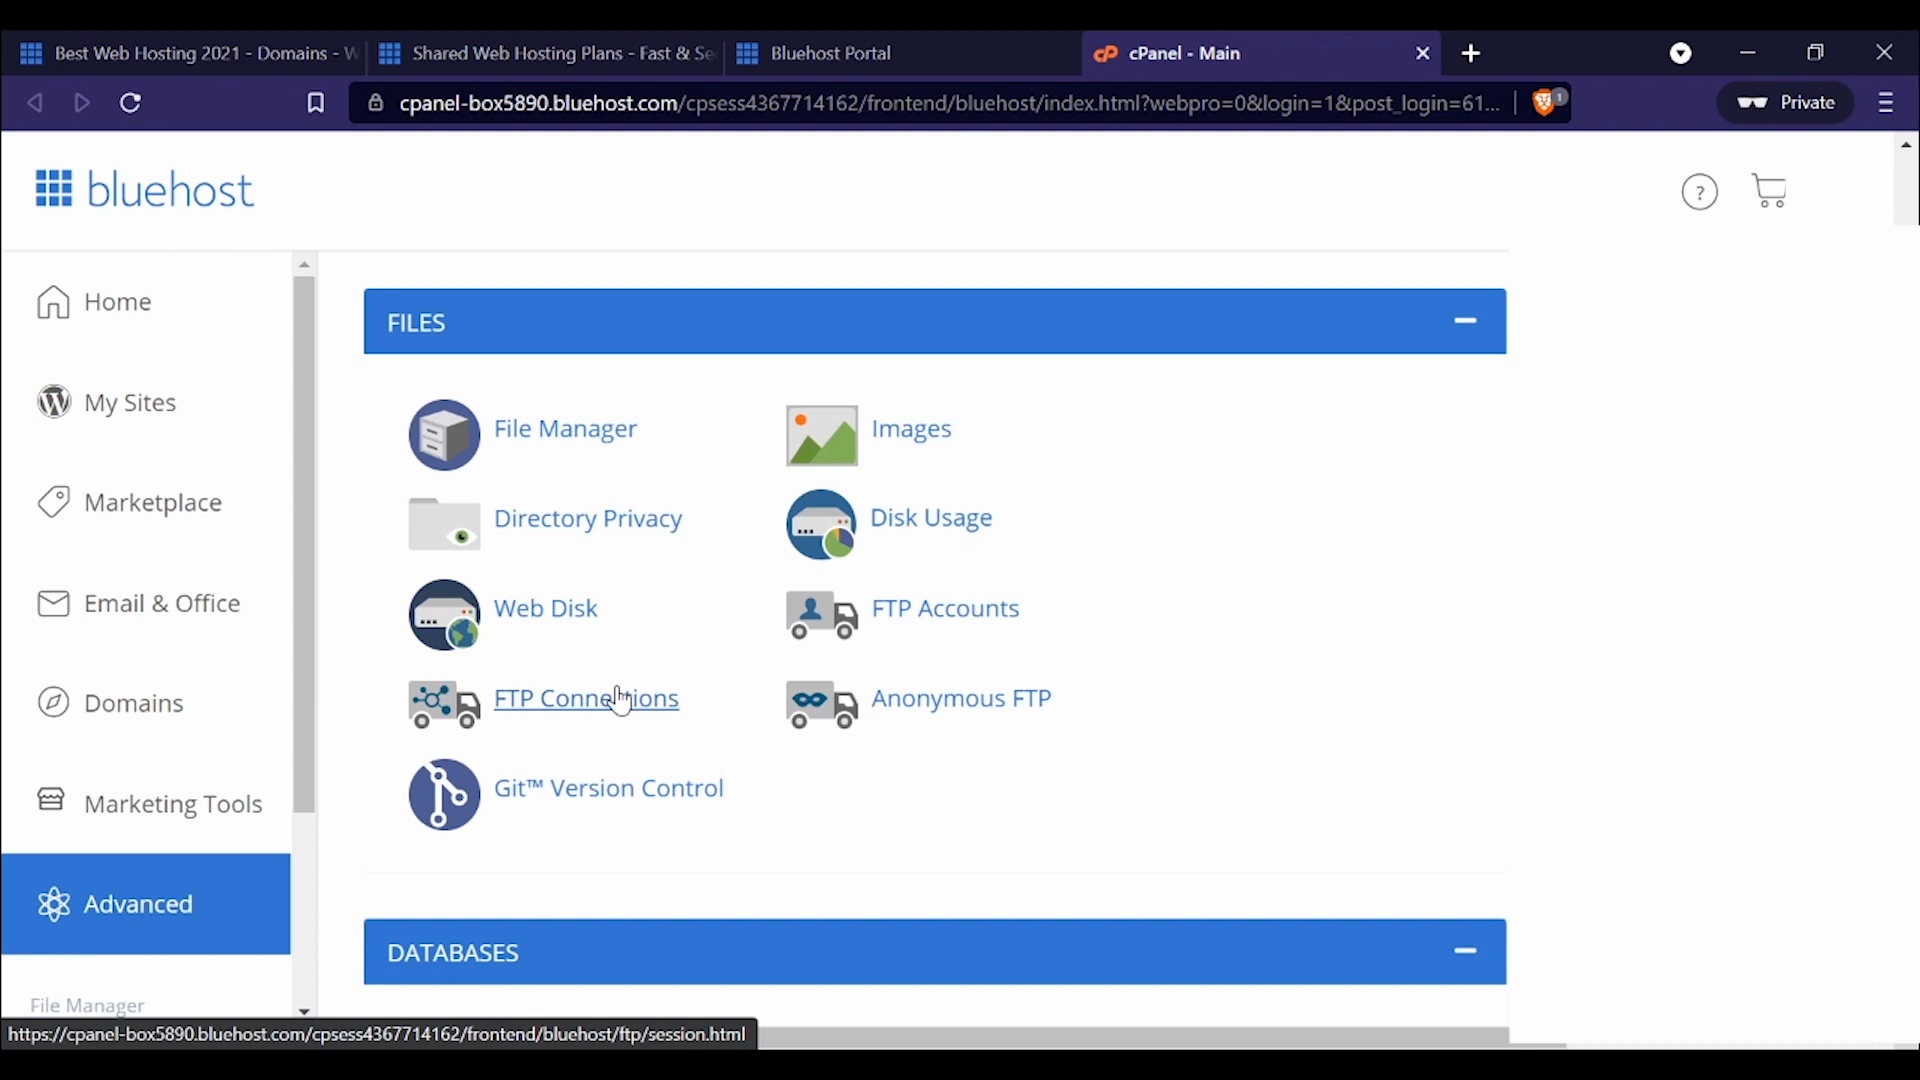 Best Web Hosting 2021 - Domains - W
Shared Web Hosting Plans - Fast & Se
Bluehost Portal
cPanel - Main
cpanel-box5890.bluehost.com/cpsess4367714162/frontend/bluehost/index.html?webpro=0&login=1&post_login=61...
1
Private
bluehost
?
Home
My Sites
Marketplace
Email & Office
Domains
Marketing Tools
Advanced
File Manager
FILES
File Manager
Images
Directory Privacy
Disk Usage
Web Disk
FTP Accounts
FTP Connections
Anonymous FTP
Git™ Version Control
DATABASES
https://cpanel-box5890.bluehost.com/cpsess4367714162/frontend/bluehost/ftp/session.html